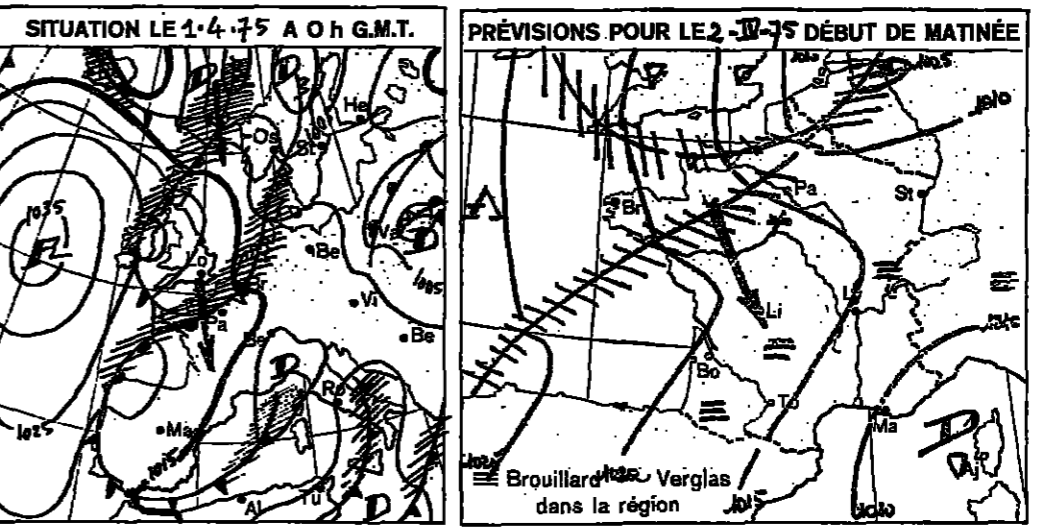 SITUATION LE 1.4.75 A 0 h G.M.T.
D
D
He
Os
St
1010
1035
A
Lo
Be
V
D
1005
Vi
Pa
Be
Be
D
Ro
1025
Ma
1015
Al
Tu
D
A
PRÉVISIONS POUR LE 2-IV-75 DÉBUT DE MATINÉE
D
D
1010
1005
1010
A
Br
Pa
St
Li
Ly
1015
Bo
To
Ma
D
Aj
1020
Brouillard Verglas
dans la région
1015
1010